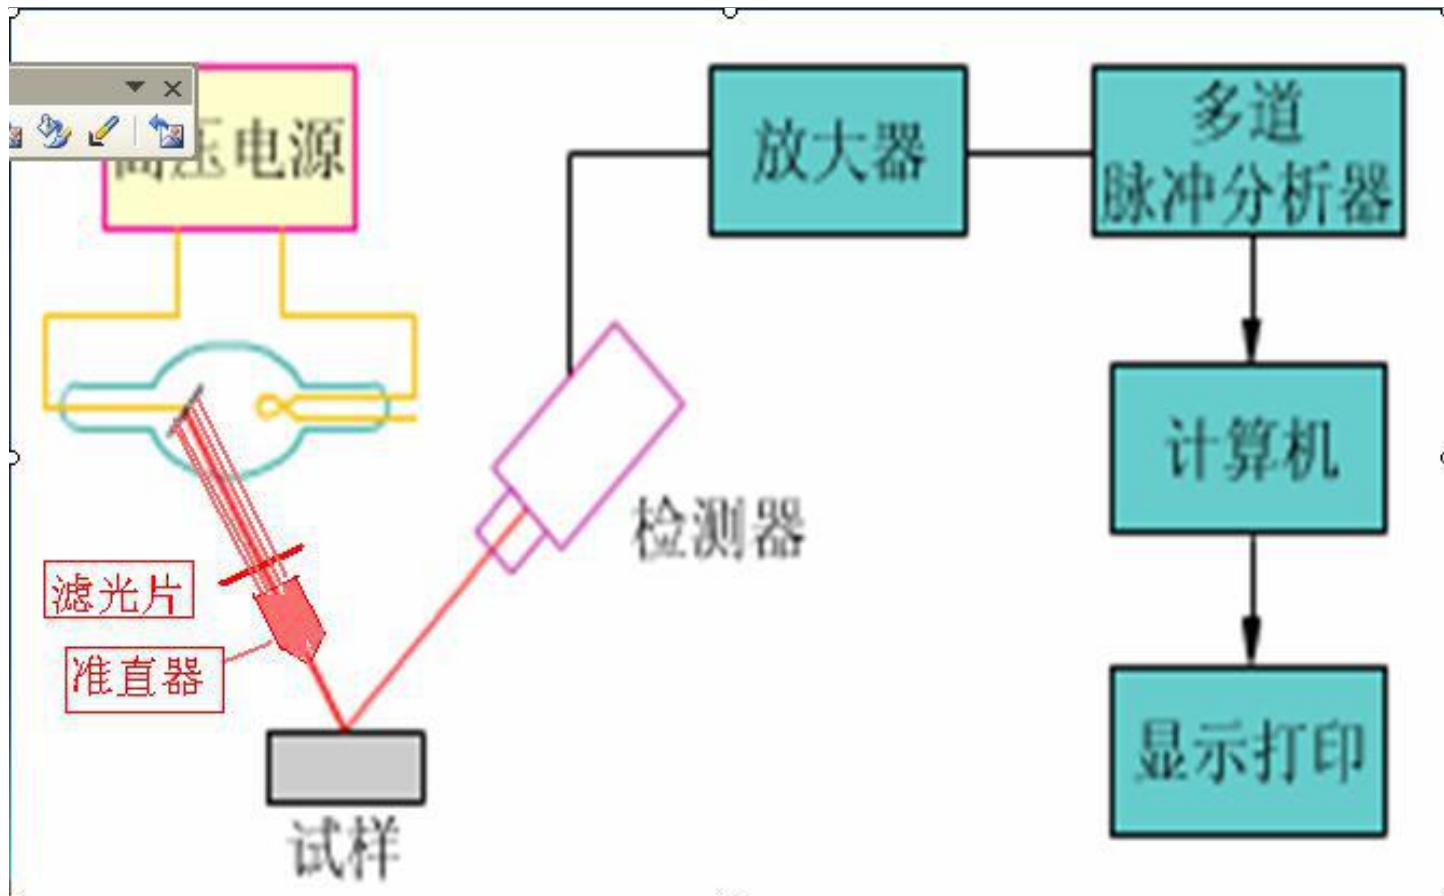 高压电源
放大器
多道
脉冲分析器
计算机
检测器
滤光片
准直器
显示打印
试样